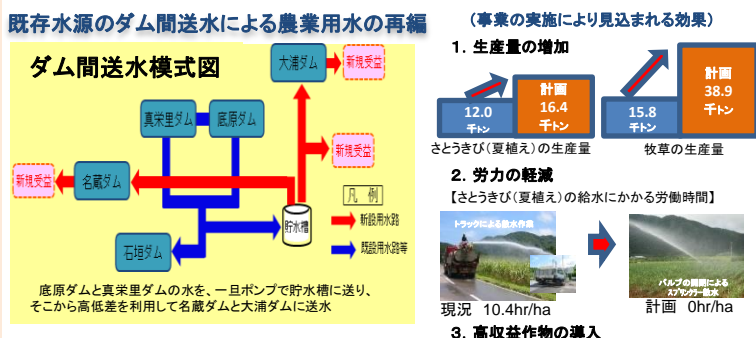 既存水源のダム間送水による農業用水の再編
ダム間送水模式図
大浦ダム
新規受益
真栄里ダム
底原ダム
新規受益
新規受益
名蔵ダム
凡 例
新設用水路
既設用水路等
貯水槽
石垣ダム
底原ダムと真栄里ダムの水を、一旦ポンプで貯水槽に送り、
そこから高低差を利用して名蔵ダムと大浦ダムに送水
（事業の実施により見込まれる効果）
１．生産量の増加
12.0
千トン
計画
16.4
千トン
さとうきび（夏植え）の生産量
15.8
千トン
計画
38.9
千トン
牧草の生産量
２．労力の軽減
【さとうきび（夏植え）の給水にかかる労働時間】
トラックによる散水作業
現況 10.4hr/ha
バルブの開閉による
スプリンクラー散水
計画 0hr/ha
３．高収益作物の導入